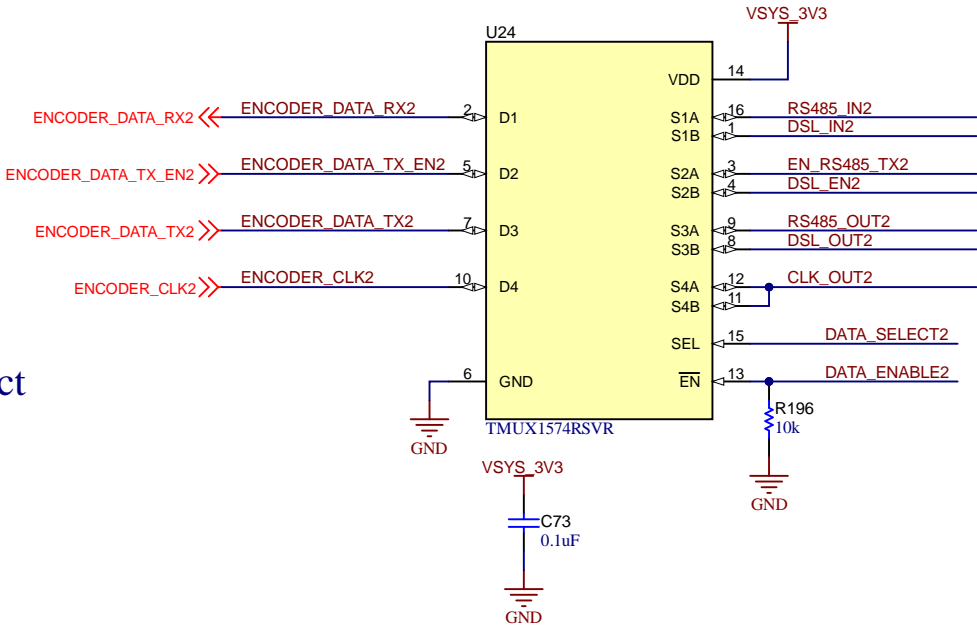 VSYS_3V3
U24
VDD 14
ENCODER_DATA_RX2 ENCODER_DATA_RX2 2 D1 S1A 16 RS485_IN2
S1B 1 DSL_IN2
ENCODER_DATA_TX_EN2 ENCODER_DATA_TX_EN2 5 D2 S2A 3 EN_RS485_TX2
S2B 4 DSL_EN2
ENCODER_DATA_TX2 ENCODER_DATA_TX2 7 D3 S3A 9 RS485_OUT2
S3B 8 DSL_OUT2
ENCODER_CLK2 ENCODER_CLK2 10 D4 S4A 12 CLK_OUT2
S4B 11
SEL 15 DATA_SELECT2
ct
6 GND EN 13 DATA_ENABLE2
R196
10k
TMUX1574RSVR
GND
VSYS_3V3
GND
C73
0.1uF
GND